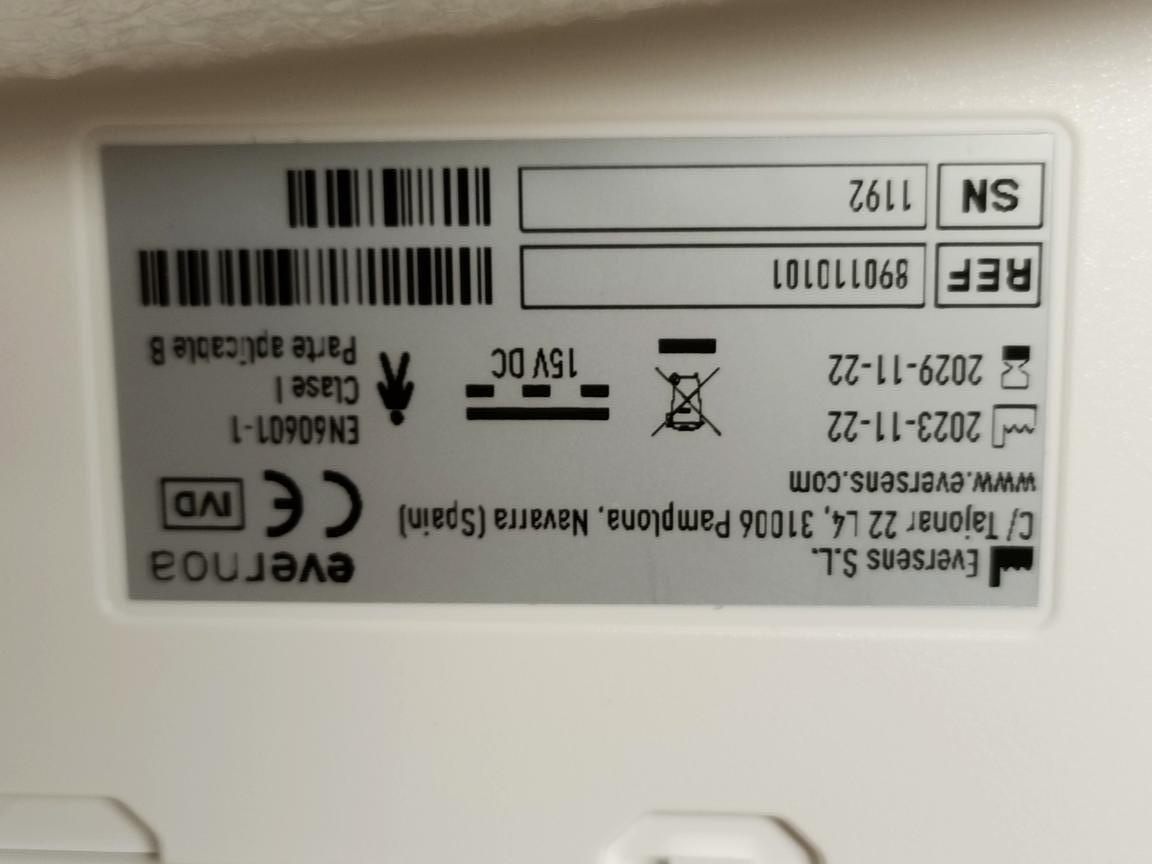 Eversens S.L.
C/ Tajonar 22 L4, 31006 Pamplona, Navarra (Spain)
www.eversens.com
evernoa
CE IVD
2023-11-22
2029-11-22
15V DC
EN60601-1
Clase I
Parte aplicable B
REF 890110101
SN 1192